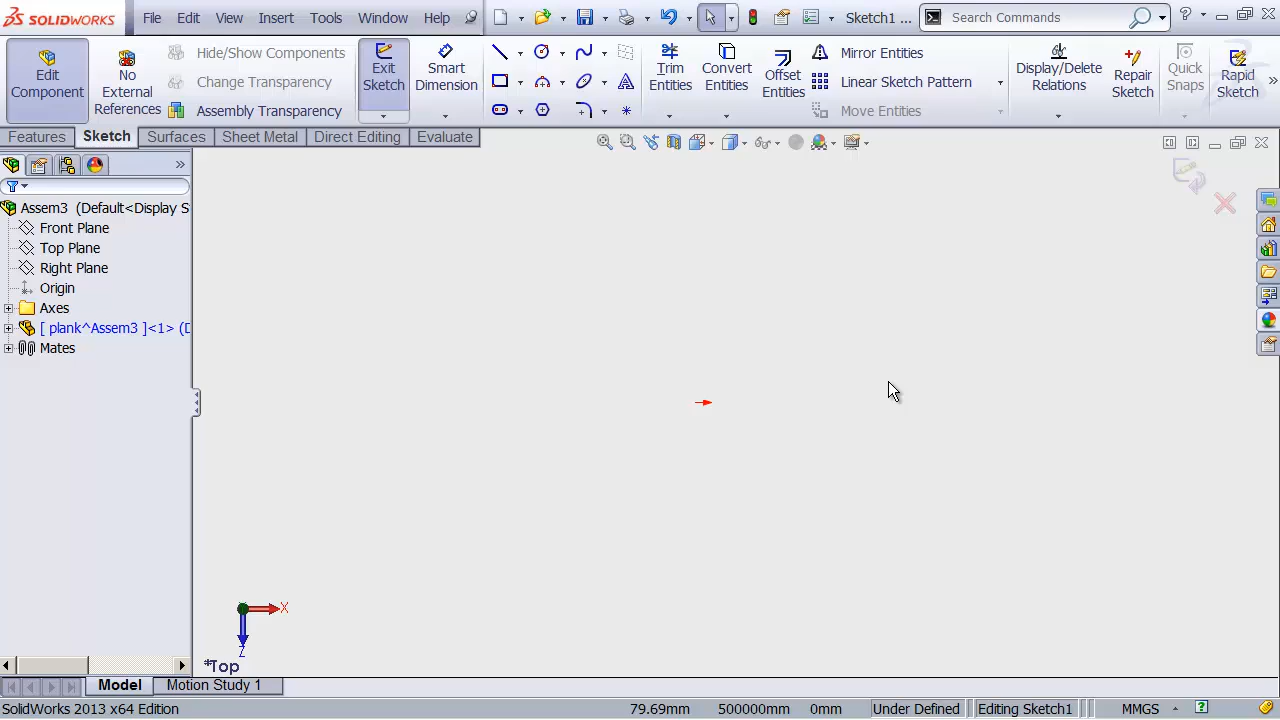 SOLIDWORKS File Edit View Insert Tools Window Help Sketch1 ... Search Commands
Edit Component
No External References
Hide/Show Components
Change Transparency
Assembly Transparency
Exit Sketch
Smart Dimension
Trim Entities
Convert Entities
Offset Entities
Mirror Entities
Linear Sketch Pattern
Move Entities
Display/Delete Relations
Repair Sketch
Quick Snaps
Rapid Sketch
Features Sketch Surfaces Sheet Metal Direct Editing Evaluate
Assem3 (Default<Display S
Front Plane
Top Plane
Right Plane
Origin
Axes
[ plank^Assem3 ]<1> (D
Mates
X
Z
*Top
Model Motion Study 1
SolidWorks 2013 x64 Edition 79.69mm 500000mm 0mm Under Defined Editing Sketch1 MMGS ?